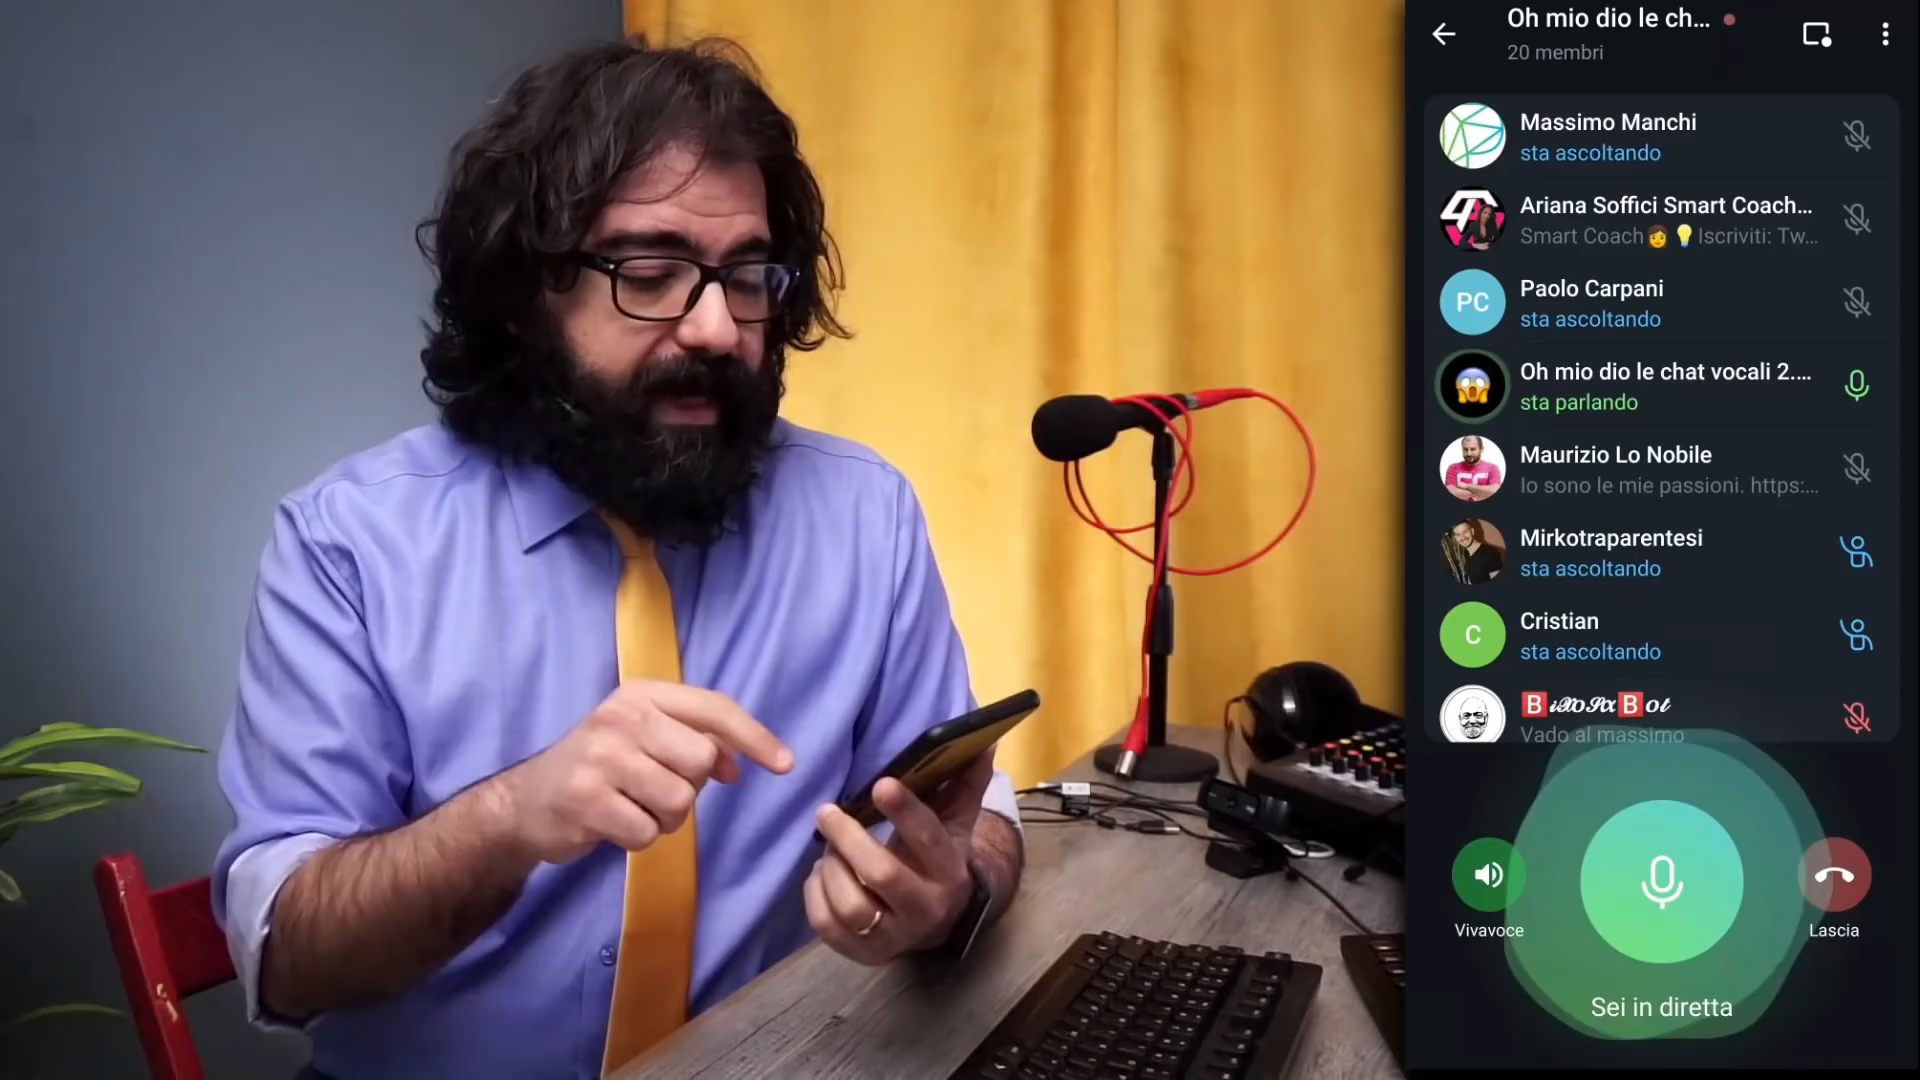 Oh mio dio le ch...
20 membri
Massimo Manchi
sta ascoltando
Ariana Soffici Smart Coach...
Smart Coach👩💡Iscriviti: Tw...
PC
Paolo Carpani
sta ascoltando
Oh mio dio le chat vocali 2....
sta parlando
Maurizio Lo Nobile
Io sono le mie passioni. https:...
Mirkotraparentesi
sta ascoltando
C
Cristian
sta ascoltando
Vado al massimo
Vivavoce
Lascia
Sei in diretta